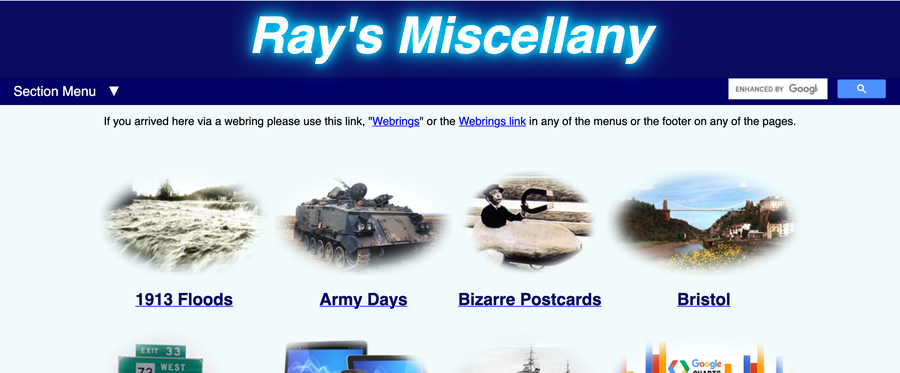 Ray's Miscellany
Section Menu ▼
ENHANCED BY Google
If you arrived here via a webring please use this link, "Webrings" or the Webrings link in any of the menus or the footer on any of the pages.
1913 Floods
Army Days
Bizarre Postcards
Bristol
EXIT 33
73 WEST
Google
CHARTS